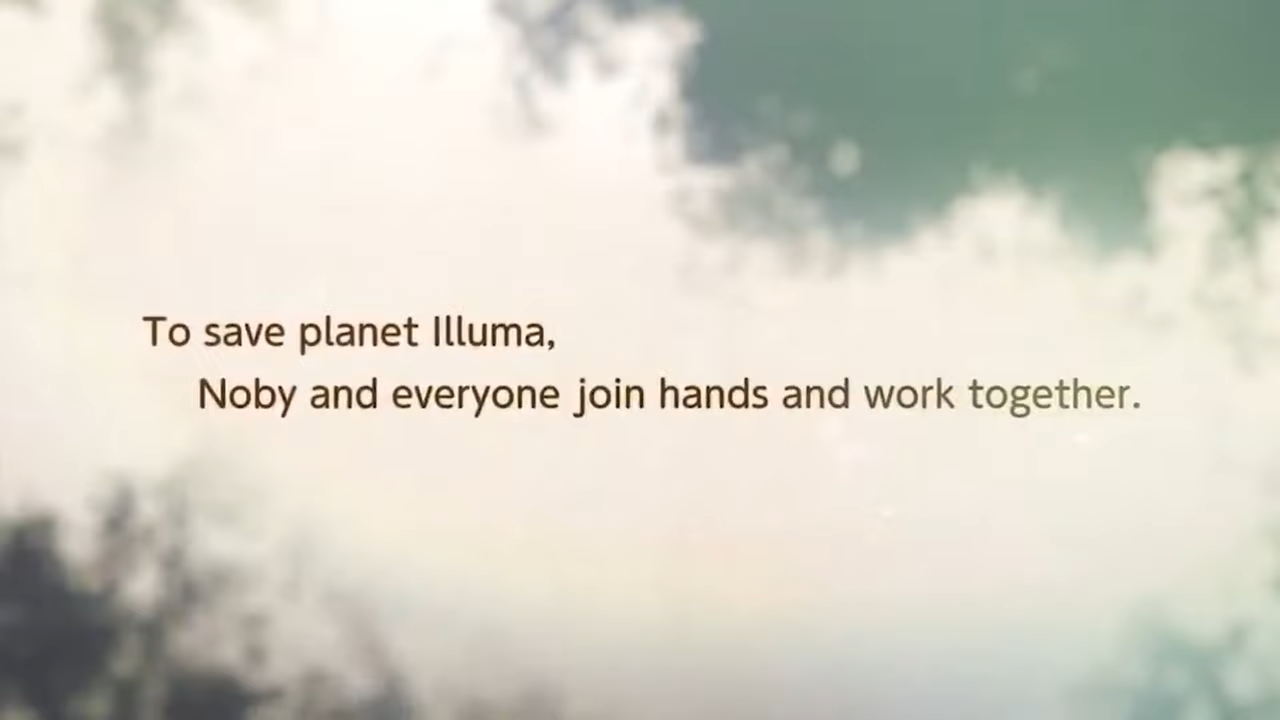 To save planet Illuma,
Noby and everyone join hands and work together.